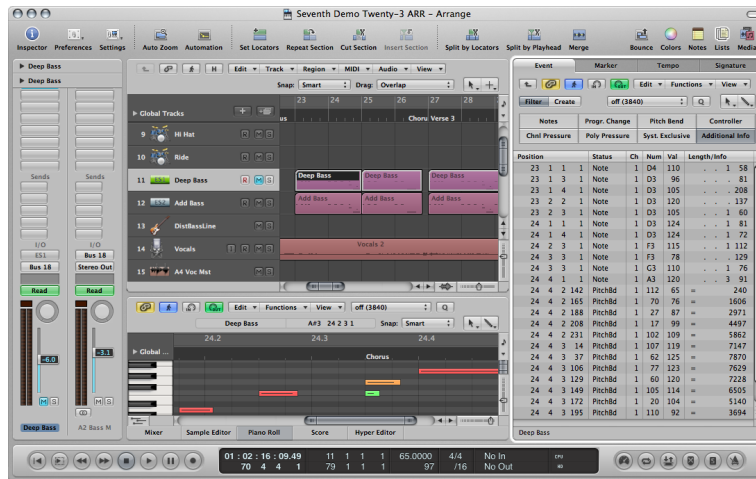 Seventh Demo Twenty-3 ARR – Arrange
Inspector Preferences Settings Auto Zoom Automation Set Locators Repeat Section Cut Section Insert Section Split by Locators Split by Playhead Merge Bounce Colors Notes Lists Media
Deep Bass
Deep Bass
Sends Sends
I/O I/O
ES1 Bus 18
Bus 18 Stereo Out
Read Read
-6.0 -3.1
M S M S
Deep Bass A2 Bass M
H Edit Track Region MIDI Audio View
Snap: Smart Drag: Overlap
23 24 25 26 27 28
Global Tracks
us Choru Verse 3
9 Hi Hat R M S
10 Ride R M S
11 ES1 Deep Bass R M S Deep Bass Deep Bass Deep Bass
12 ES2 Add Bass R M S Add Bass Add Bass Add Bass
13 DistBassLine M S
14 Vocals I R M S Vocals 2
15 A4 Voc Mst M S
OUT Edit Functions View off (3840) Q
Deep Bass A#3 24 2 3 1 Snap: Smart
24.2 24.3 24.4
Global ... Chorus
Mixer Sample Editor Piano Roll Score Hyper Editor
Event Marker Tempo Signature
OUT Edit Functions View
Filter Create off (3840) Q
Notes Progr. Change Pitch Bend Controller
Chnl Pressure Poly Pressure Syst. Exclusive Additional Info
Position Status Ch Num Val Length/Info
23 1 1 1 Note 1 D4 110 . . 1 58
23 1 3 1 Note 1 D3 96 . . . 81
23 1 4 1 Note 1 D3 105 . . . 208
23 2 2 1 Note 1 D3 120 . . . 137
23 2 3 1 Note 1 D3 105 . . 1 60
24 1 1 1 Note 1 D3 124 . . 1 81
24 1 4 1 Note 1 D3 124 . . 1 72
24 2 3 1 Note 1 F3 115 . . 1 112
24 3 1 1 Note 1 F3 78 . . . 129
24 3 3 1 Note 1 G3 110 . . 1 76
24 4 1 1 Note 1 A3 120 . . 3 91
24 4 2 142 PitchBd 1 112 65 = 240
24 4 2 165 PitchBd 1 70 76 = 1606
24 4 2 188 PitchBd 1 27 87 = 2971
24 4 2 208 PitchBd 1 17 99 = 4497
24 4 2 231 PitchBd 1 102 109 = 5862
24 4 3 14 PitchBd 1 107 119 = 7147
24 4 3 37 PitchBd 1 62 125 = 7870
24 4 3 106 PitchBd 1 77 123 = 7629
24 4 3 129 PitchBd 1 60 120 = 7228
24 4 3 149 PitchBd 1 105 114 = 6505
24 4 3 172 PitchBd 1 20 104 = 5140
24 4 3 195 PitchBd 1 110 92 = 3694
Deep Bass
01 : 02 : 16 : 09.49 11 1 1 1 65.0000 4/4 No In CPU
70 4 4 1 79 1 1 1 97 /16 No Out HD